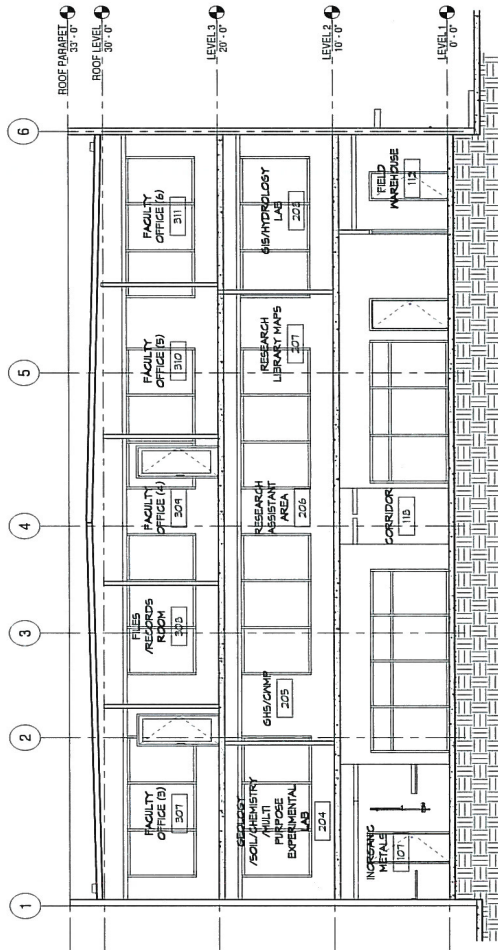 1
2
3
4
5
6
ROOF PARAPET
33' - 0"
ROOF LEVEL
30' - 0"
LEVEL 3
20' - 0"
LEVEL 2
10' - 0"
LEVEL 1
0' - 0"
FACULTY
OFFICE (3)
307
FILES
/RECORDS
ROOM
308
FACULTY
OFFICE (4)
309
FACULTY
OFFICE (5)
310
FACULTY
OFFICE (6)
311
GEOLOGY
/SOIL/CHEMISTRY
/MULTI
PURPOSE
EXPERIMENTAL
LAB
204
205
RESEARCH
ASSISTANT
AREA
206
RESEARCH
LIBRARY MAPS
207
GIS/HYDROLOGY
LAB
208
INORGANIC
METALS
107
CORRIDOR
113
FIELD
WAREHOUSE
112